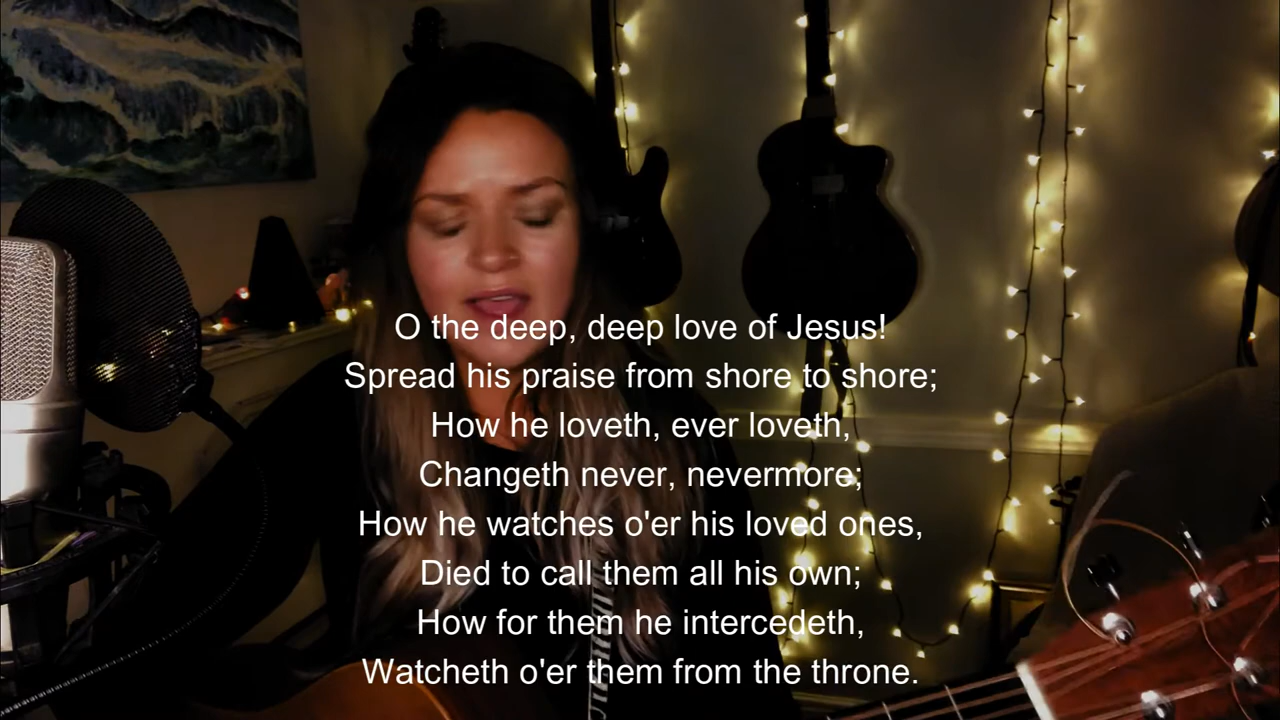 O the deep, deep love of Jesus!
Spread his praise from shore to shore;
How he loveth, ever loveth,
Changeth never, nevermore;
How he watches o'er his loved ones,
Died to call them all his own;
How for them he intercedeth,
Watcheth o'er them from the throne.